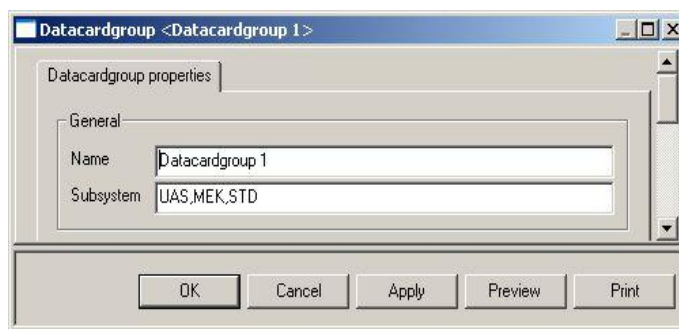 Datacardgroup <Datacardgroup 1>
Datacardgroup properties
General
Name Datacardgroup 1
Subsystem UAS,MEK,STD
OK Cancel Apply Preview Print